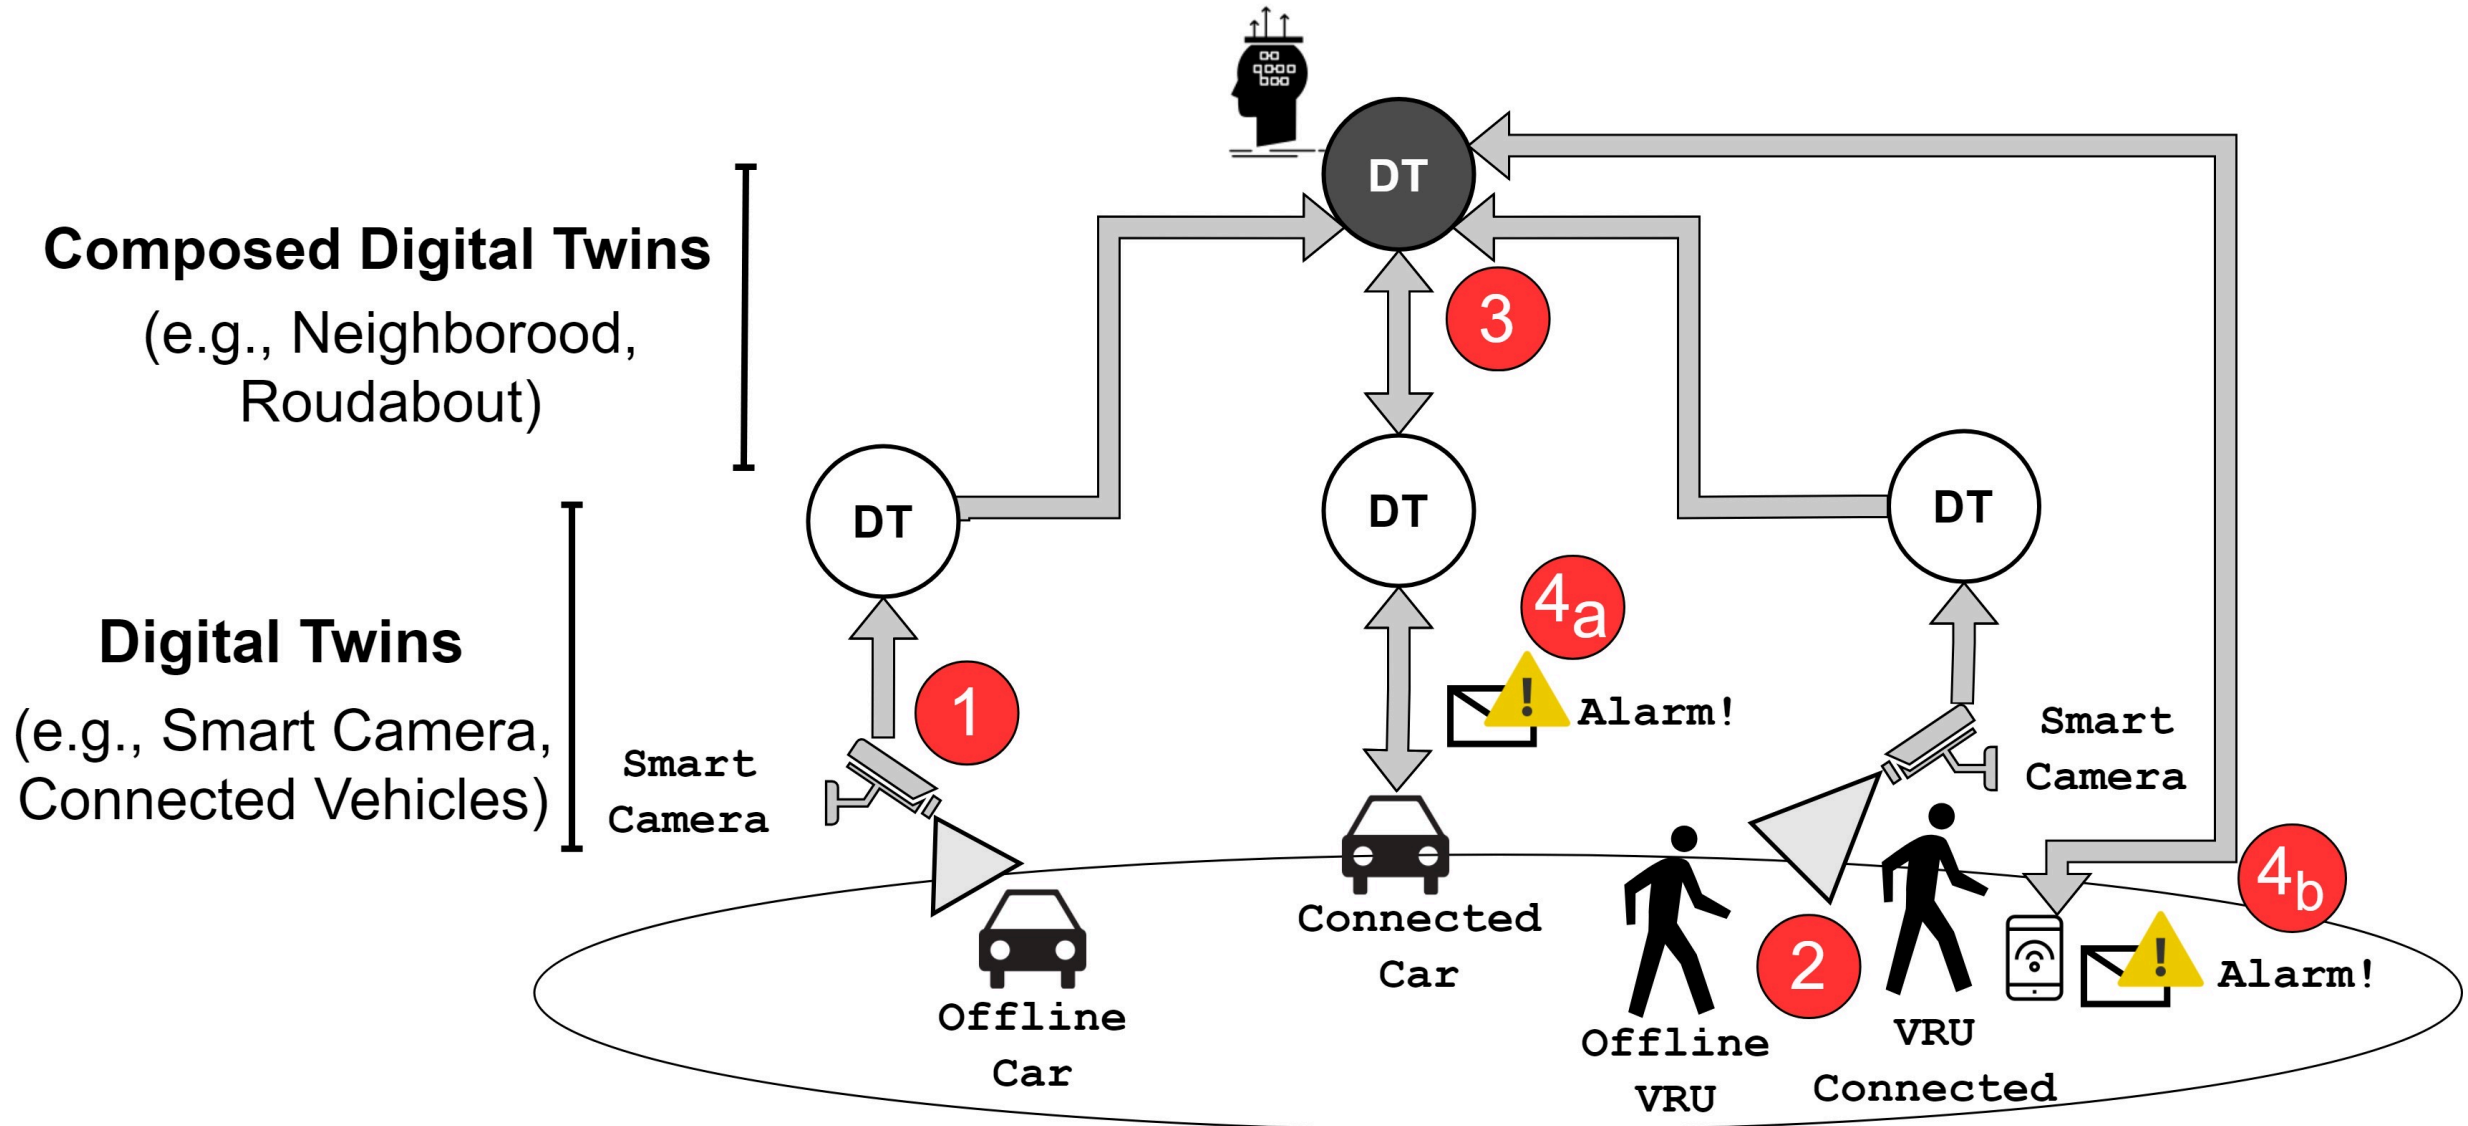 DT
Composed Digital Twins
(e.g., Neighborood,
Roudabout)
3
DT
DT
DT
Digital Twins
(e.g., Smart Camera,
Connected Vehicles)
1
Smart
Camera
4a
Alarm!
Smart
Camera
Connected
Car
Offline
Car
2
Offline
VRU
VRU
Connected
4b
Alarm!